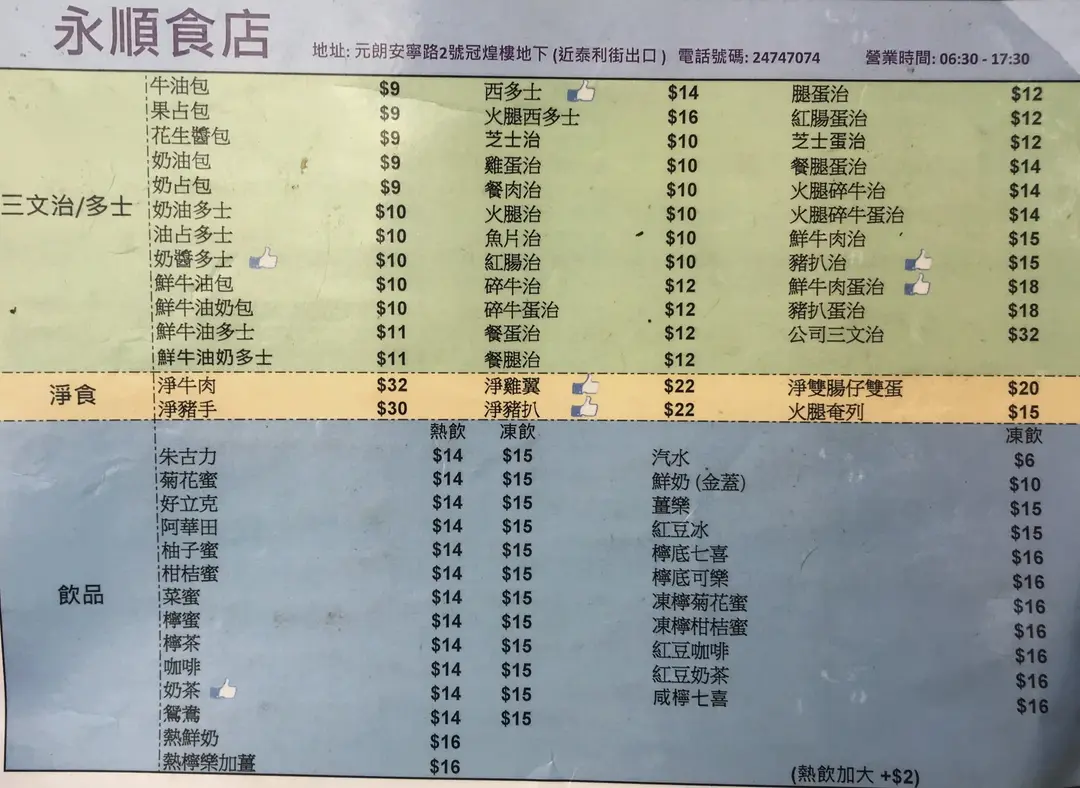 永順食店
地址: 元朗安寧路2號冠煌樓地下 (近泰利街出口) 電話號碼: 24747074 營業時間: 06:30 - 17:30
三文治/多士
牛油包 $9
果占包 $9
花生醬包 $9
奶油包 $9
奶占包 $9
奶油多士 $10
油占多士 $10
奶醬多士 $10
鮮牛油包 $10
鮮牛油奶包 $10
鮮牛油多士 $11
鮮牛油奶多士 $11
西多士 $14
火腿西多士 $16
芝士治 $10
雞蛋治 $10
餐肉治 $10
火腿治 $10
魚片治 $10
紅腸治 $10
碎牛治 $12
碎牛蛋治 $12
餐蛋治 $12
餐腿治 $12
腿蛋治 $12
紅腸蛋治 $12
芝士蛋治 $12
餐腿蛋治 $14
火腿碎牛治 $14
火腿碎牛蛋治 $14
鮮牛肉治 $15
豬扒治 $15
鮮牛肉蛋治 $18
豬扒蛋治 $18
公司三文治 $32
淨食
淨牛肉 $32
淨豬手 $30
淨雞翼 $22
淨豬扒 $22
淨雙腸仔雙蛋 $20
火腿奄列 $15
飲品
熱飲 凍飲
朱古力 $14 $15
菊花蜜 $14 $15
好立克 $14 $15
阿華田 $14 $15
柚子蜜 $14 $15
柑桔蜜 $14 $15
菜蜜 $14 $15
檸蜜 $14 $15
檸茶 $14 $15
咖啡 $14 $15
奶茶 $14 $15
鴛鴦 $14 $15
熱鮮奶 $16
熱檸樂加薑 $16
凍飲
汽水 $6
鮮奶 (金蓋) $10
薑樂 $15
紅豆冰 $15
檸底七喜 $16
檸底可樂 $16
凍檸菊花蜜 $16
凍檸柑桔蜜 $16
紅豆咖啡 $16
紅豆奶茶 $16
咸檸七喜 $16
(熱飲加大 +$2)